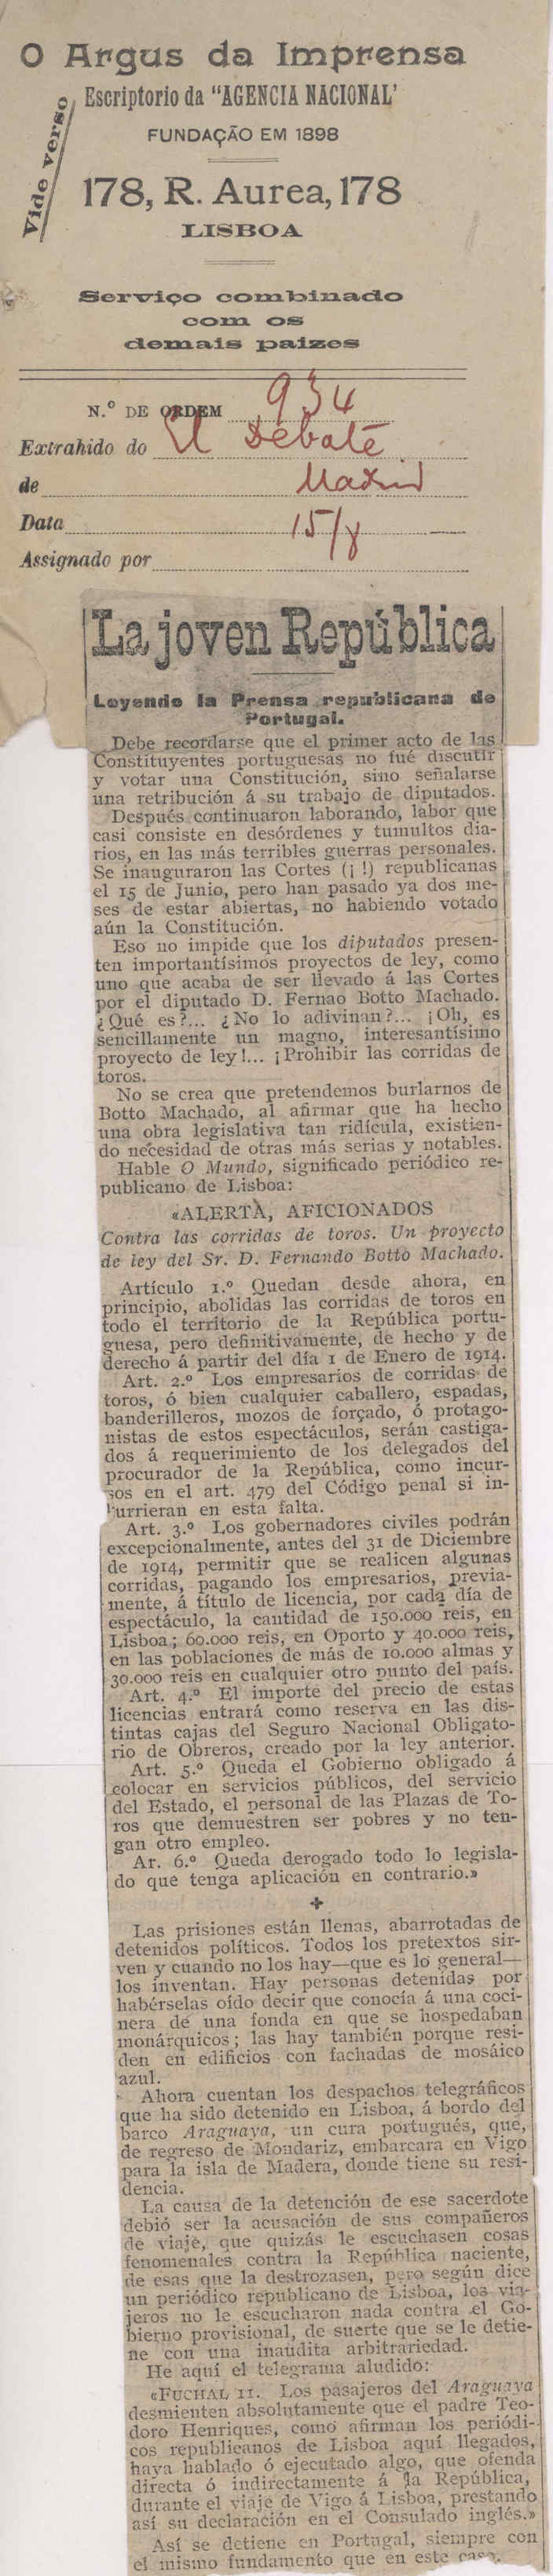 O Argus da Imprensa
Escriptorio da "AGENCIA NACIONAL'
FUNDAÇÃO EM 1898
Vide verso
178, R. Aurea, 178
LISBOA
Serviço combinado
com os
demais paizes
N.º DE ORDEM 934
Extrahido do El Debate
de Madrid
Data 15/8
Assignado por
La joven República
Leyendo la Prensa republicana de
Portugal.
Debe recordarse que el primer acto de las
Constituyentes portuguesas no fué discutir
y votar una Constitución, sino señalarse
una retribución á su trabajo de diputados.
Después continuaron laborando, labor que
casi consiste en desórdenes y tumultos dia-
rios, en las más terribles guerras personales.
Se inauguraron las Cortes (¡!) republicanas
el 15 de Junio, pero han pasado ya dos me-
ses de estar abiertas, no habiendo votado
aún la Constitución.
Eso no impide que los diputados presen-
ten importantísimos proyectos de ley, como
uno que acaba de ser llevado á las Cortes
por el diputado D. Fernao Botto Machado.
¿Qué es?... ¿No lo adivinan?... ¡Oh, es
sencillamente un magno, interesantísimo
proyecto de ley!... ¡Prohibir las corridas de
toros.
No se crea que pretendemos burlarnos de
Botto Machado, al afirmar que ha hecho
una obra legislativa tan ridícula, existien-
do necesidad de otras más serias y notables.
Hable O Mundo, significado periódico re-
publicano de Lisboa:
«ALERTA, AFICIONADOS
Contra las corridas de toros. Un proyecto
de ley del Sr. D. Fernando Botto Machado.
Artículo 1.º Quedan desde ahora, en
principio, abolidas las corridas de toros en
todo el territorio de la República portu-
guesa, pero definitivamente, de hecho y de
derecho á partir del día 1 de Enero de 1914.
Art. 2.º Los empresarios de corridas de
toros, ó bien cualquier caballero, espadas,
banderilleros, mozos de forçado, ó protago-
nistas de estos espectáculos, serán castiga-
dos á requerimiento de los delegados del
procurador de la República, como incur-
sos en el art. 479 del Código penal si in-
currieran en esta falta.
Art. 3.º Los gobernadores civiles podrán
excepcionalmente, antes del 31 de Diciembre
de 1914, permitir que se realicen algunas
corridas, pagando los empresarios, previa-
mente, á título de licencia, por cada día de
espectáculo, la cantidad de 150.000 reis, en
Lisboa; 60.000 reis, en Oporto y 40.000 reis,
en las poblaciones de más de 10.000 almas y
30.000 reis en cualquier otro punto del país.
Art. 4.º El importe del precio de estas
licencias entrará como reserva en las dis-
tintas cajas del Seguro Nacional Obligato-
rio de Obreros, creado por la ley anterior.
Art. 5.º Queda el Gobierno obligado á
colocar en servicios públicos, del servicio
del Estado, el personal de las Plazas de To-
ros que demuestren ser pobres y no ten-
gan otro empleo.
Ar. 6.º Queda derogado todo lo legisla-
do que tenga aplicación en contrario.»
+
Las prisiones están llenas, abarrotadas de
detenidos políticos. Todos los pretextos sir-
ven y cuando no los hay—que es lo general—
los inventan. Hay personas detenidas por
habérselas oído decir que conocía á una coci-
nera de una fonda en que se hospedaban
monárquicos; las hay también porque resi-
den en edificios con fachadas de mosáico
azul.
Ahora cuentan los despachos telegráficos
que ha sido detenido en Lisboa, á bordo del
barco Araguaya, un cura portugués, que,
de regreso de Mondariz, embarcara en Vigo
para la isla de Madera, donde tiene su resi-
dencia.
La causa de la detención de ese sacerdote
debió ser la acusación de sus compañeros
de viaje, que quizás le escuchasen cosas
fenomenales contra la República naciente,
de esas que la destrozasen, pero según dice
un periódico republicano de Lisboa, los via-
jeros no le escucharon nada contra el Go-
bierno provisional, de suerte que se le detie-
ne con una inaudita arbitrariedad.
He aquí el telegrama aludido:
«FUCHAL 11. Los pasajeros del Araguaya
desmienten absolutamente que el padre Teo-
doro Henriques, como afirman los periódi-
cos republicanos de Lisboa aquí llegados,
haya hablado ó ejecutado algo, que ofenda
directa ó indirectamente á la República,
durante el viaje de Vigo á Lisboa, prestando
así su declaración en el Consulado inglés.»
Así se detiene en Portugal, siempre con
el mismo fundamento que en este caso.